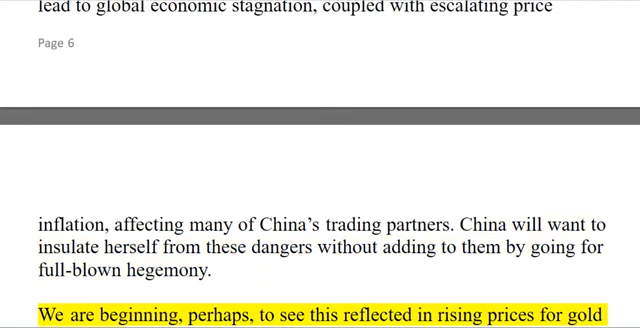 lead to global economic stagnation, coupled with escalating price
Page 6
inflation, affecting many of China’s trading partners. China will want to
insulate herself from these dangers without adding to them by going for
full-blown hegemony.
We are beginning, perhaps, to see this reflected in rising prices for gold